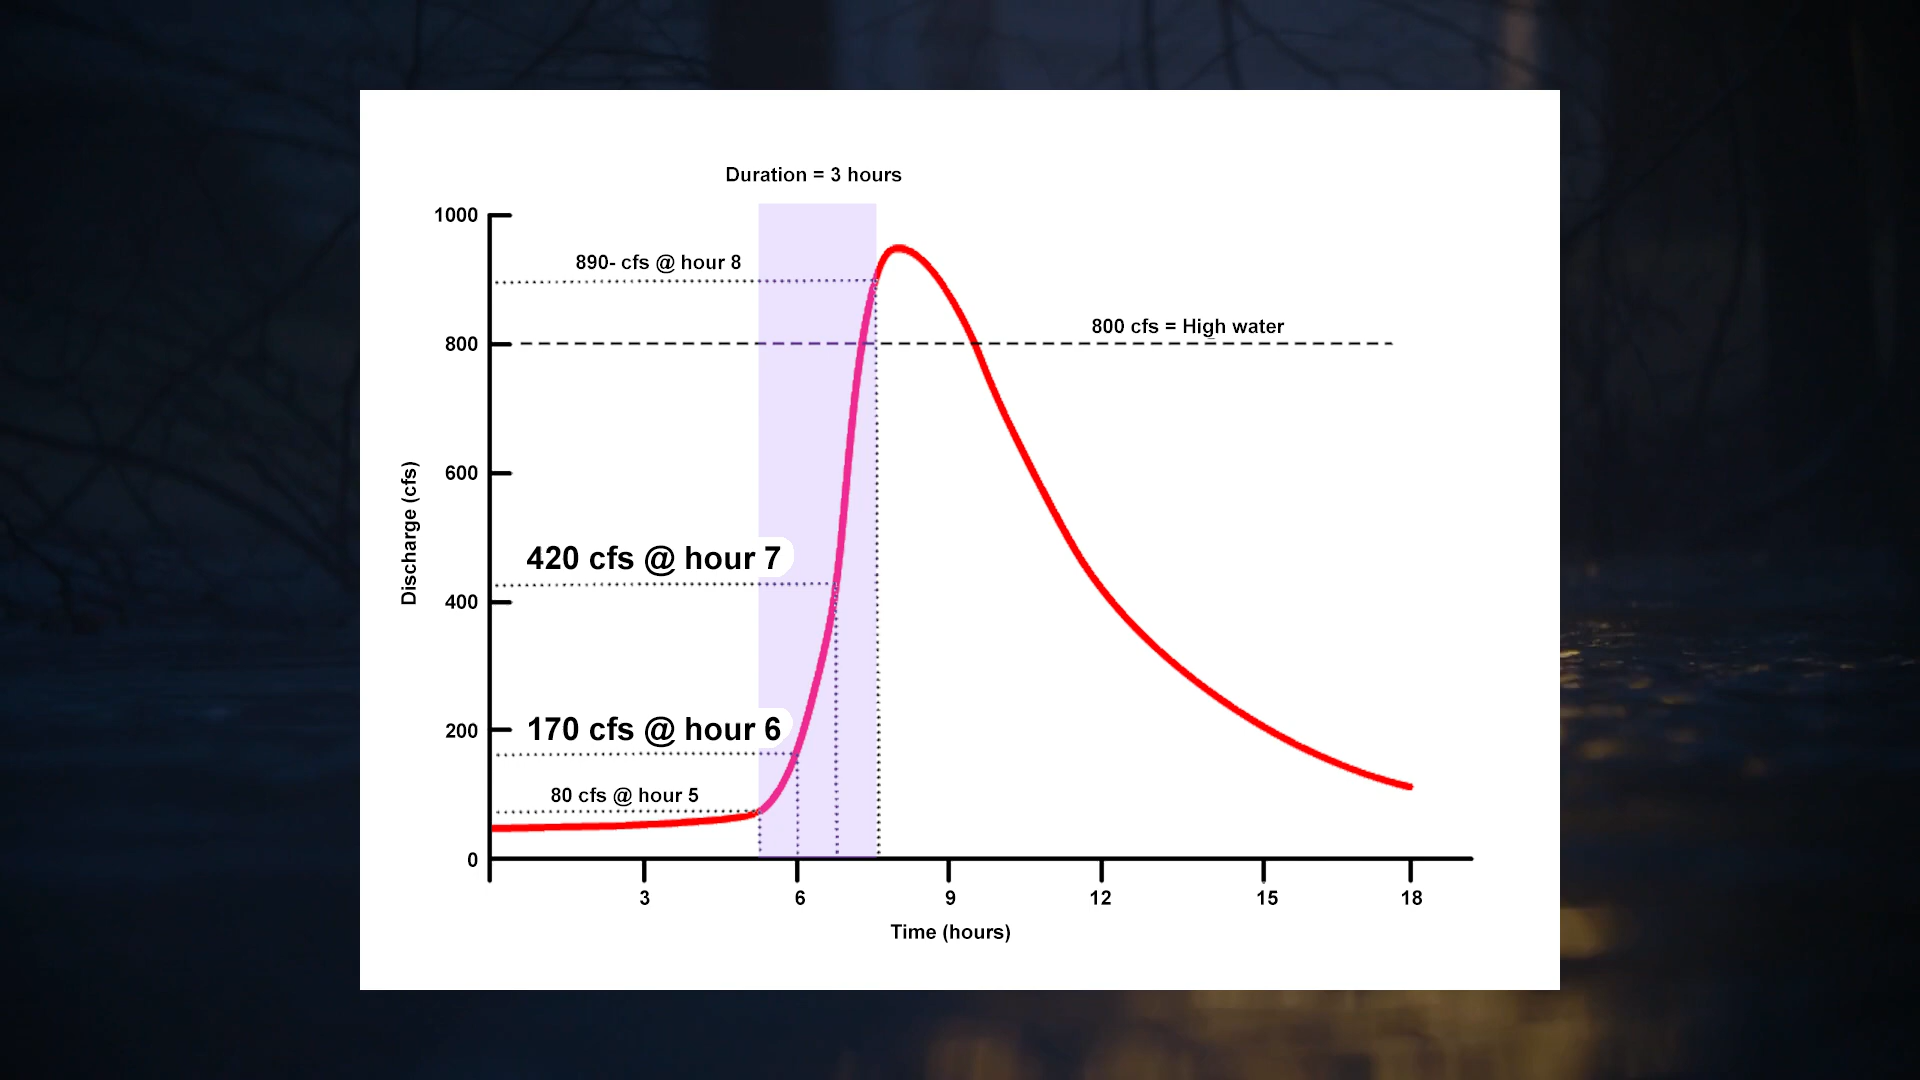 Duration = 3 hours
1000
890- cfs @ hour 8
800 cfs = High water
800
600
420 cfs @ hour 7
400
170 cfs @ hour 6
200
80 cfs @ hour 5
0
Discharge (cfs)
3 6 9 12 15 18
Time (hours)